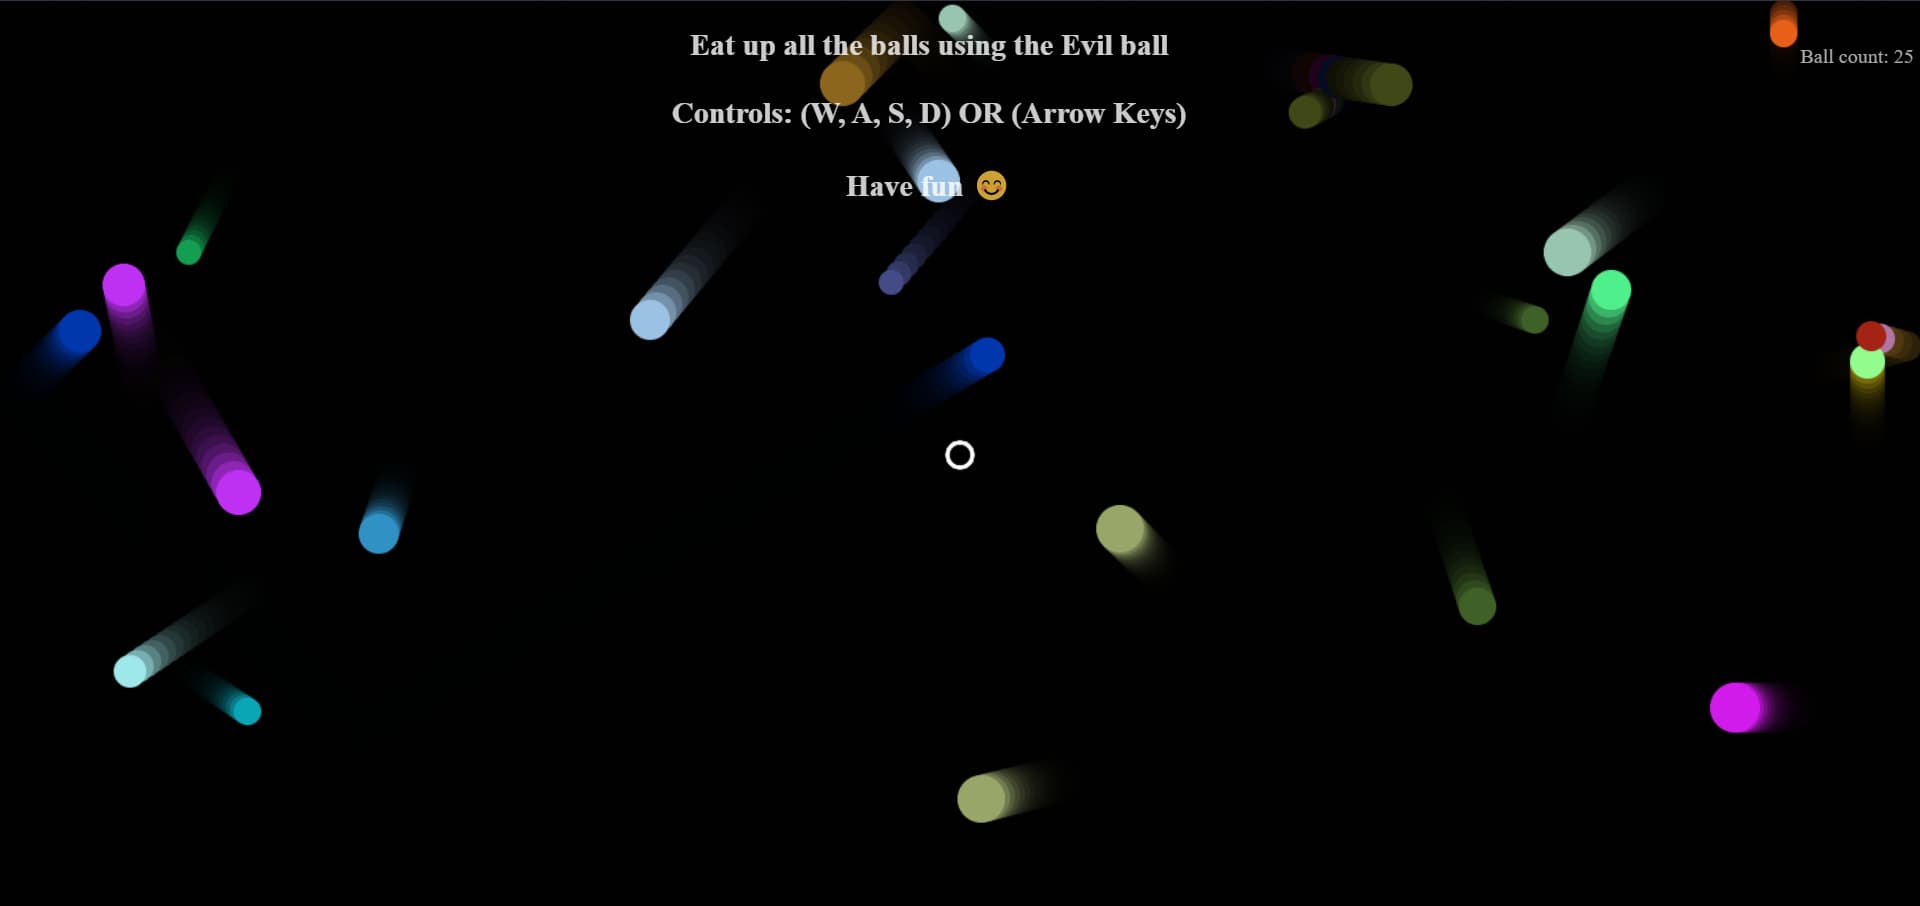 Eat up all the balls using the Evil ball
Ball count: 25
Controls: (W, A, S, D) OR (Arrow Keys)
Have fun 😊